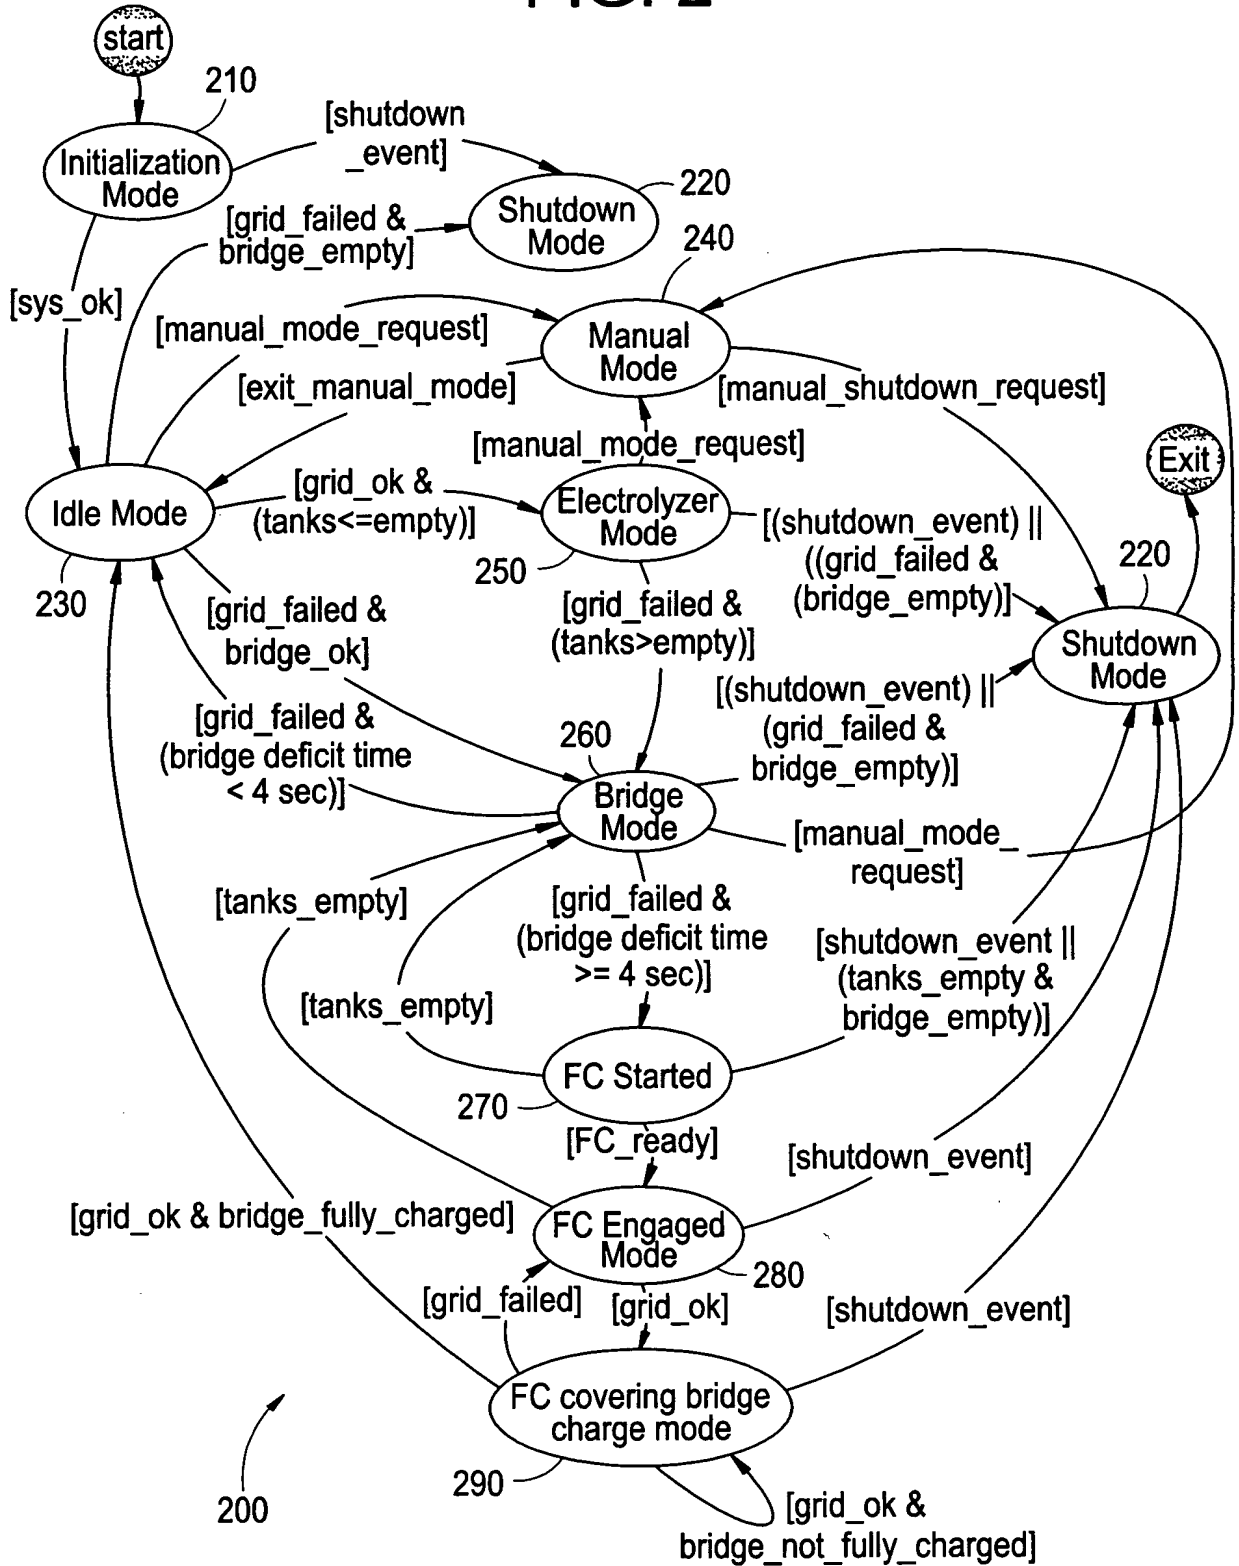 FIG. 2
start
210
Initialization
Mode
[shutdown
_event]
220
Shutdown
Mode
[grid_failed &
bridge_empty]
240
[sys_ok]
[manual_mode_request]
Manual
Mode
[exit_manual_mode]
[manual_shutdown_request]
[manual_mode_request]
Exit
Idle Mode
230
[grid_ok &
(tanks<=empty)]
Electrolyzer
Mode
250
[(shutdown_event) ||
((grid_failed &
(bridge_empty)]
220
Shutdown
Mode
[grid_failed &
bridge_ok]
[grid_failed &
(tanks>empty)]
[(shutdown_event) ||
(grid_failed &
bridge_empty)]
[grid_failed &
(bridge deficit time
< 4 sec)]
260
Bridge
Mode
[manual_mode_
request]
[tanks_empty]
[grid_failed &
(bridge deficit time
>= 4 sec)]
[shutdown_event ||
(tanks_empty &
bridge_empty)]
[tanks_empty]
FC Started
270
[FC_ready]
[shutdown_event]
[grid_ok & bridge_fully_charged]
FC Engaged
Mode
280
[grid_failed]
[grid_ok]
[shutdown_event]
FC covering bridge
charge mode
290
200
[grid_ok &
bridge_not_fully_charged]